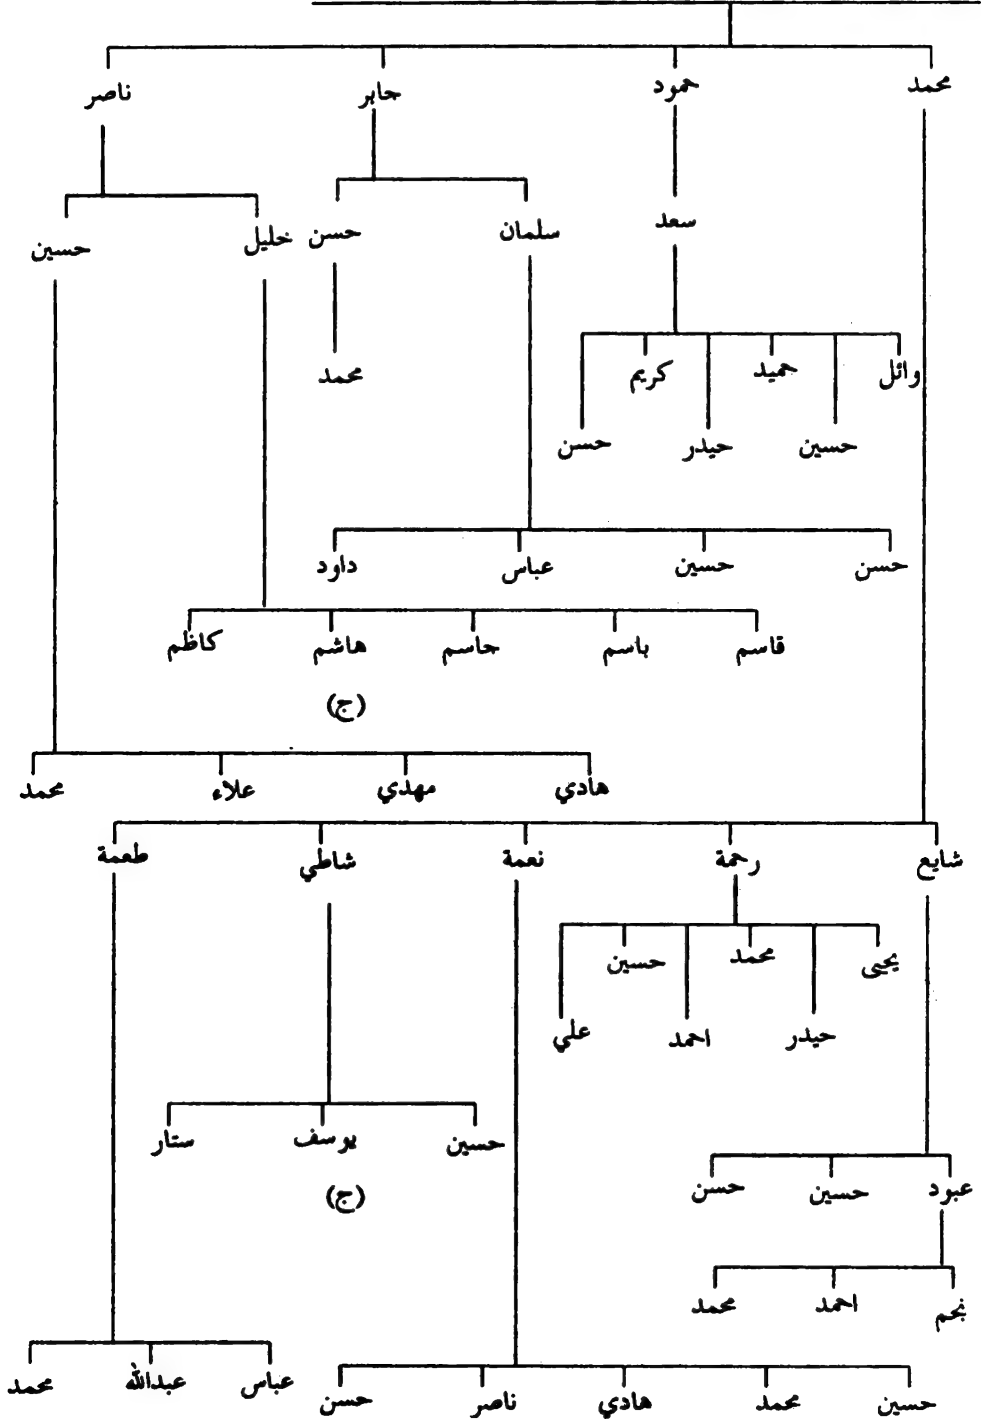 محمد حمود جابر ناصر
سعد
سلمان حسن خليل حسين
وائل حميد كريم
محمد
حسين حيدر حسن
حسن حسين عباس داود
قاسم باسم جاسم هاشم كاظم
(ج)
هادي مهدي علاء محمد
شايع رحمة نعمة شاطي طعمة
يحيى محمد حسين
حيدر احمد علي
حسين يوسف ستار
(ج)
عبود حسين حسن
نجم احمد محمد
عباس عبدالله محمد
حسين محمد هادي ناصر حسن